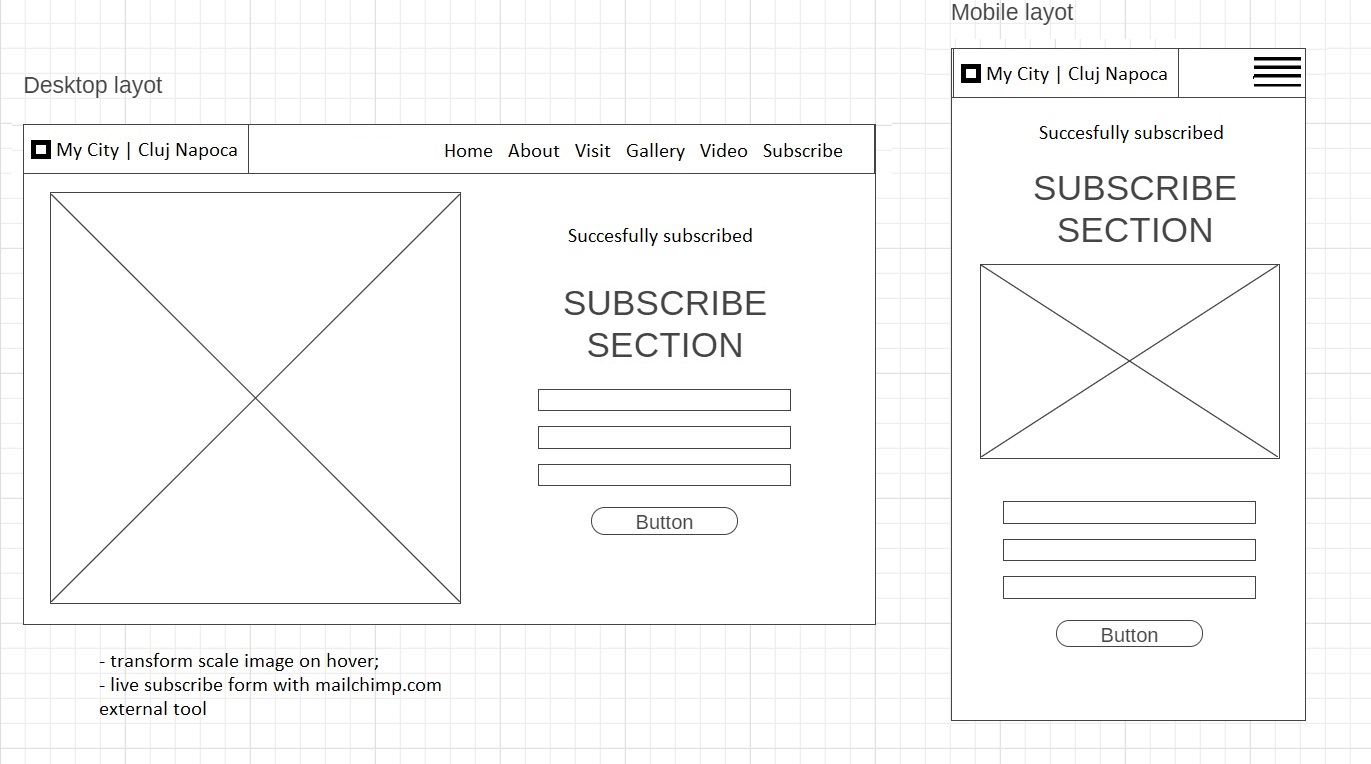 Desktop layot
My City | Cluj Napoca
Home About Visit Gallery Video Subscribe
Succesfully subscribed
SUBSCRIBE
SECTION
Button
- transform scale image on hover;
- live subscribe form with mailchimp.com
external tool
Mobile layot
My City | Cluj Napoca
Succesfully subscribed
SUBSCRIBE
SECTION
Button